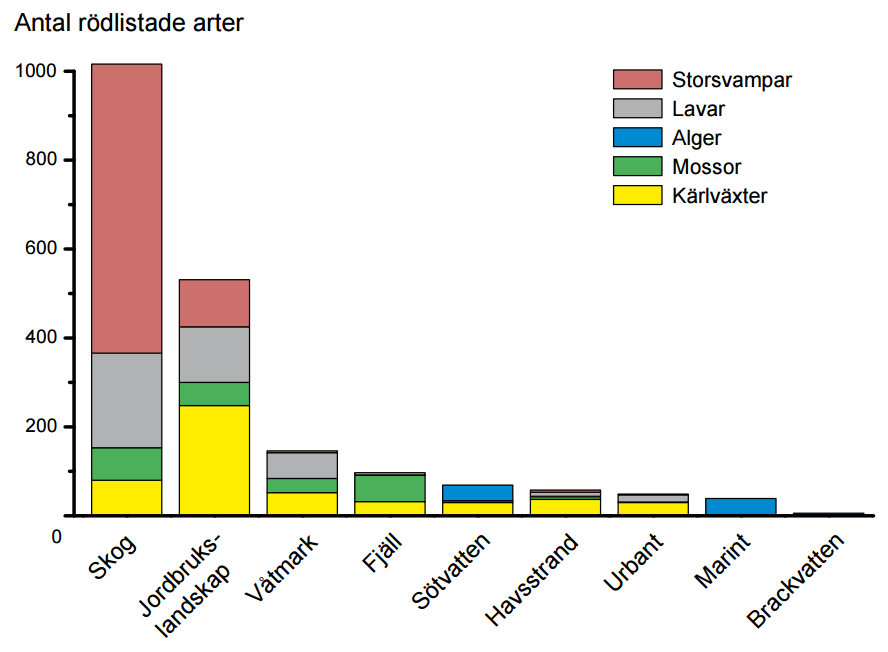 Antal rödlistade arter
1000
800
600
400
200
0
Storsvampar
Lavar
Alger
Mossor
Kärlväxter
Skog
Jordbruks-
landskap
Våtmark
Fjäll
Sötvatten
Havsstrand
Urbant
Marint
Brackvatten